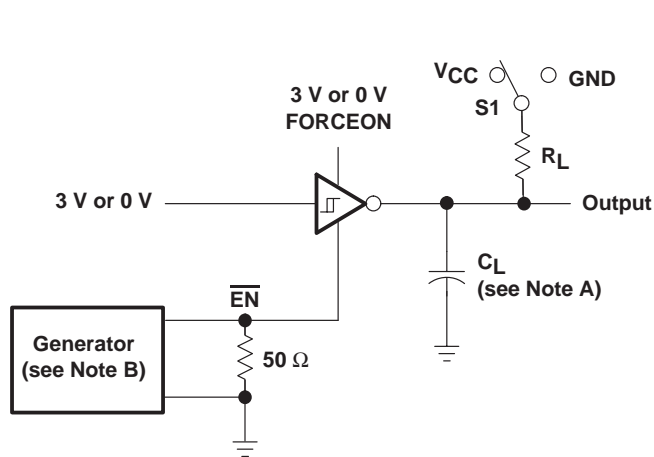 VCC
GND
S1
3 V or 0 V
FORCEON
RL
3 V or 0 V
Output
CL
(see Note A)
EN
Generator
(see Note B)
50 Ω